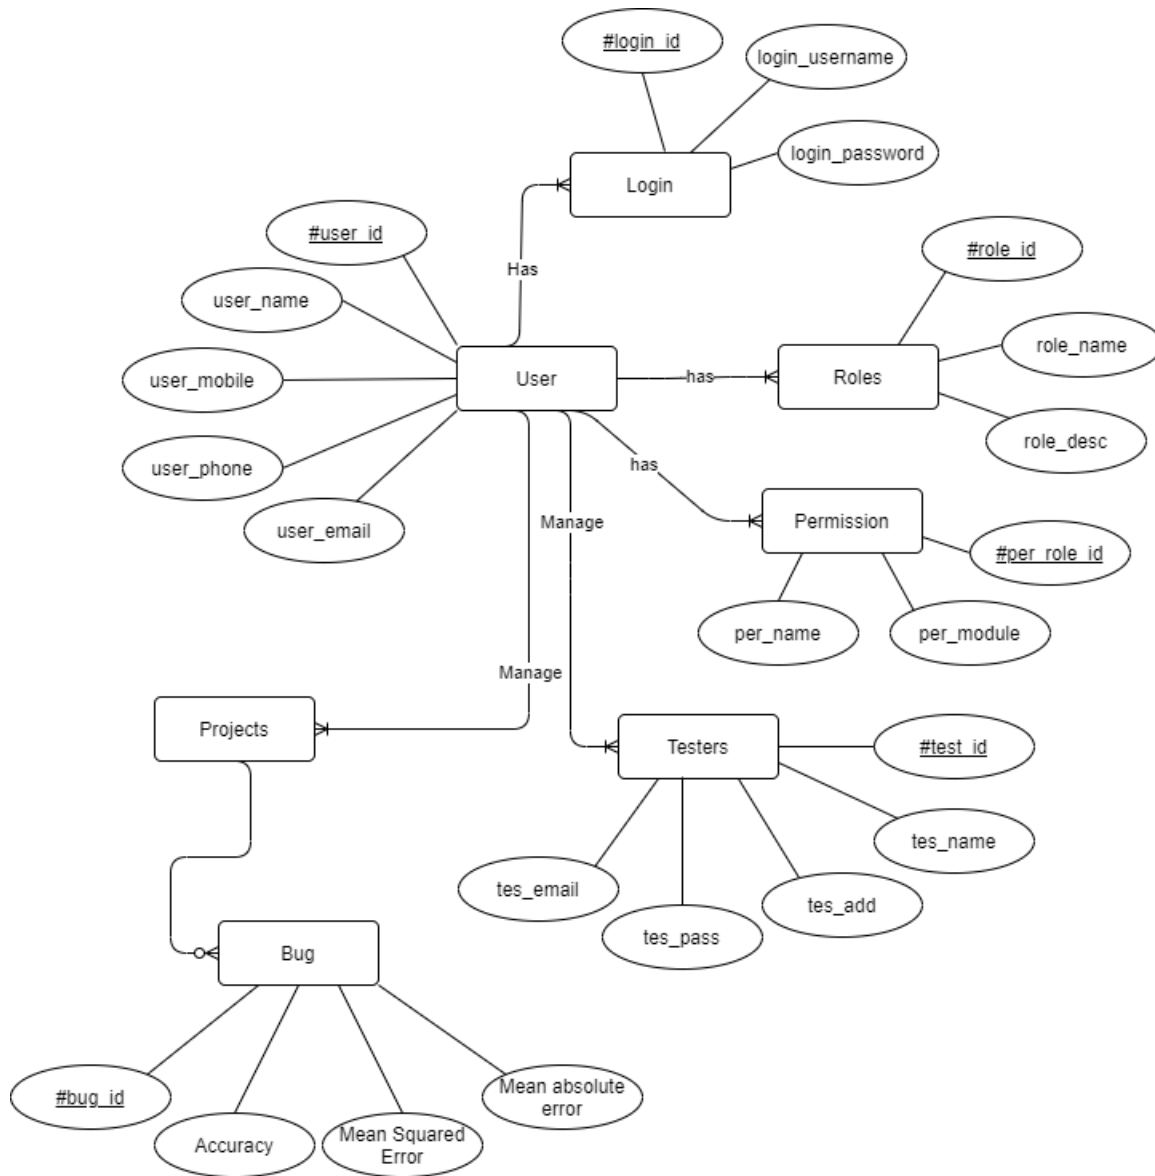 #login_id
login_username
login_password
Login
#user_id
#role_id
Has
user_name
role_name
user_mobile
User
has
Roles
role_desc
user_phone
has
user_email
Manage
Permission
#per_role_id
per_name
per_module
Manage
Projects
Testers
#test_id
tes_name
tes_email
tes_add
tes_pass
Bug
#bug_id
Mean absolute
error
Accuracy
Mean Squared
Error